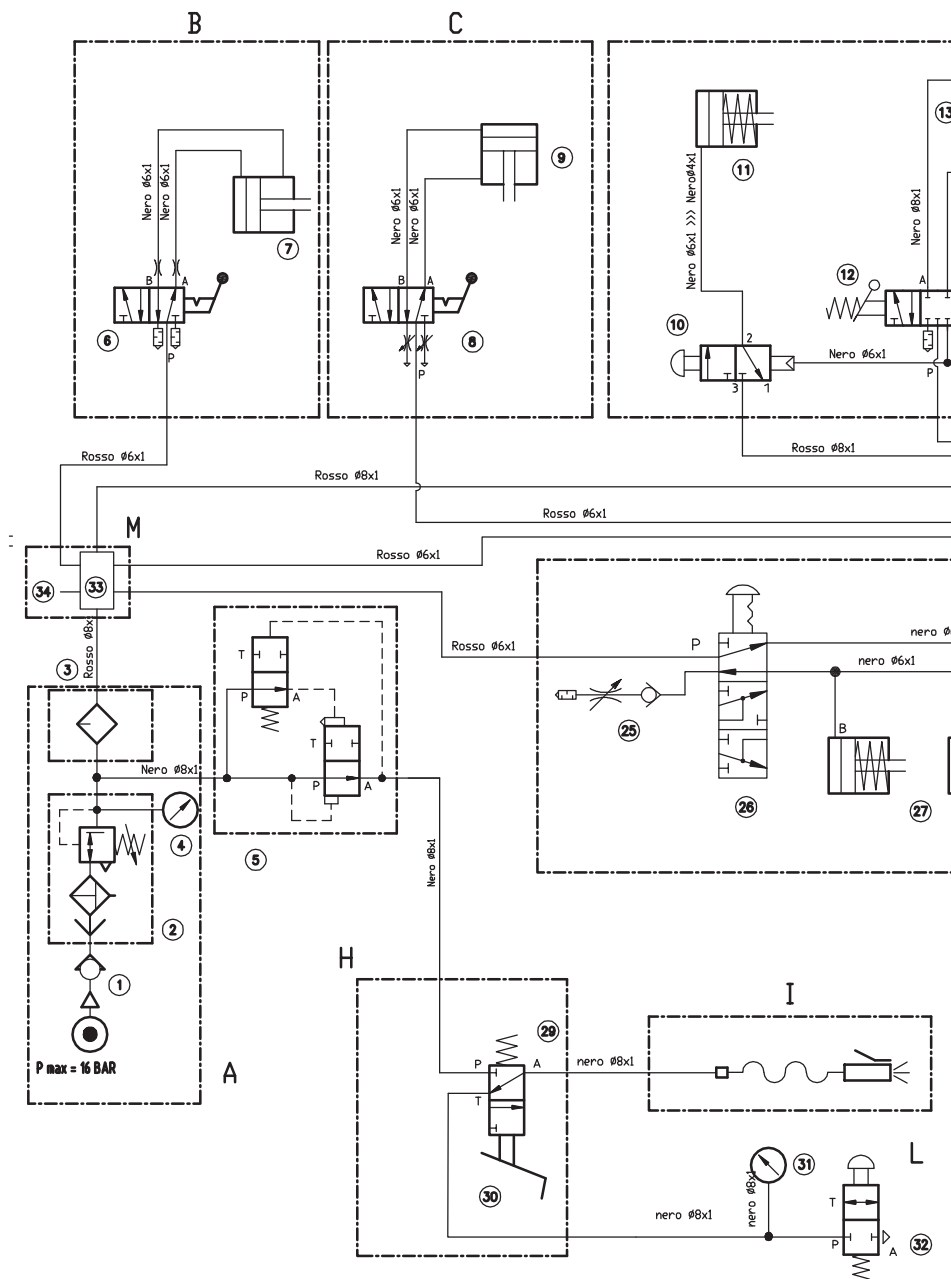 B
C
Nero Ø6x1
Nero Ø6x1
7
B
A
6
P
Nero Ø6x1
Nero Ø6x1
9
B
A
8
P
11
Nero Ø6x1 >>> NeroØ4x1
10
2
3
1
12
13
Nero Ø8x1
A
Nero Ø6x1
P
Rosso Ø6x1
Rosso Ø8x1
Rosso Ø8x1
Rosso Ø6x1
M
Rosso Ø6x1
34
33
Rosso Ø8x
3
Rosso Ø6x1
T
P
A
T
P
A
5
Nero Ø8x1
4
2
1
P max = 16 BAR
A
P
nero Ø6x1
25
26
B
27
Nero Ø8x1
H
29
P
A
T
30
nero Ø8x1
I
nero Ø8x1
nero Ø8x1
31
L
T
P
A
32